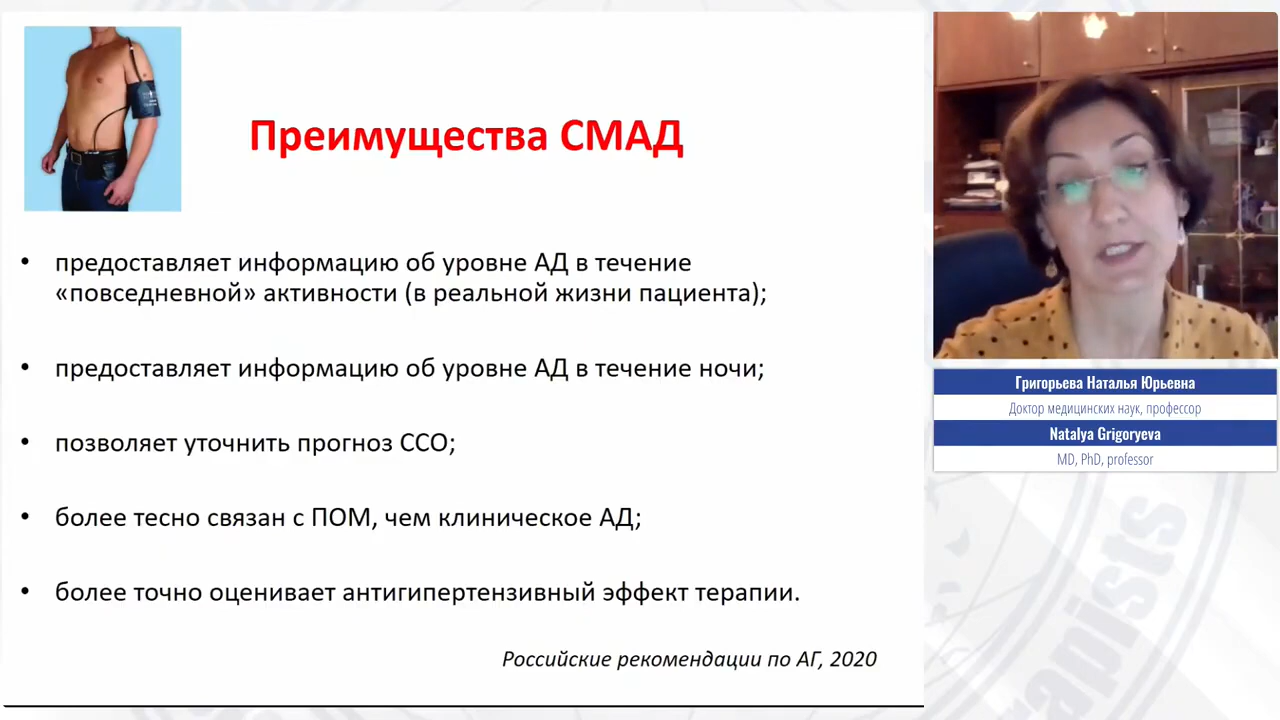 Преимущества СМАД
• предоставляет информацию об уровне АД в течение
«повседневной» активности (в реальной жизни пациента);
• предоставляет информацию об уровне АД в течение ночи;
• позволяет уточнить прогноз ССО;
• более тесно связан с ПОМ, чем клиническое АД;
• более точно оценивает антигипертензивный эффект терапии.
Российские рекомендации по АГ, 2020
Григорьева Наталья Юрьевна
Доктор медицинских наук, профессор
Natalya Grigoryeva
MD, PhD, professor
rapists